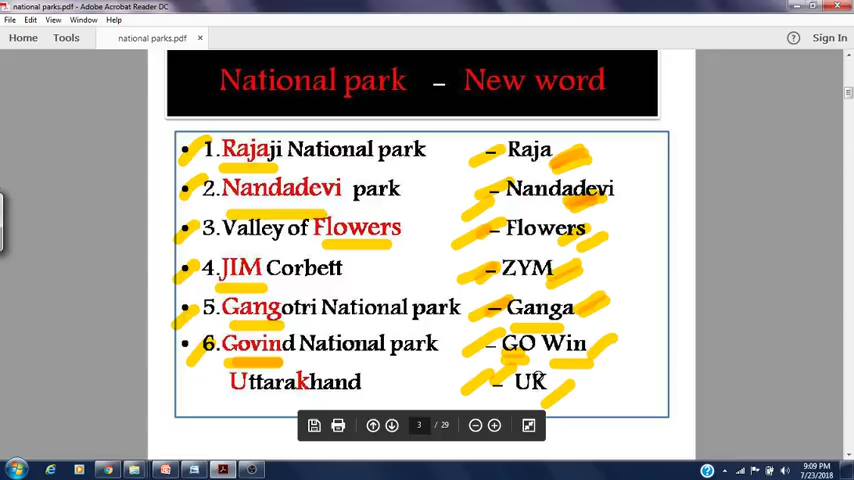 national parks.pdf - Adobe Acrobat Reader DC
File Edit View Window Help
Home Tools national parks.pdf × ? Sign In
National park – New word
• 1.Rajaji National park – Raja
• 2.Nandadevi park – Nandadevi
• 3.Valley of Flowers – Flowers
• 4.JIM Corbett – ZYM
• 5.Gangotri National park – Ganga
• 6.Govind National park – GO Win
Uttarakhand – UK
3 / 29
9:09 PM
7/23/2018